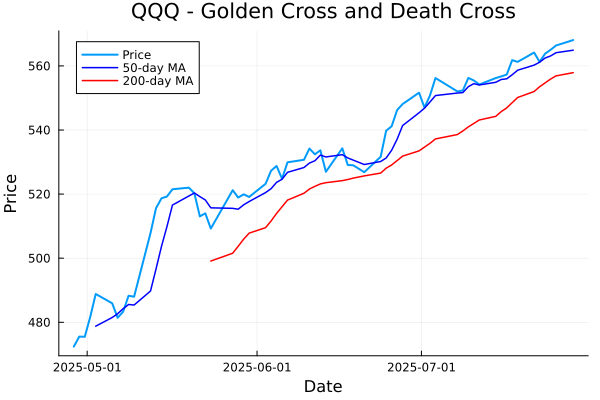 QQQ - Golden Cross and Death Cross
Price
50-day MA
200-day MA
560
540
520
500
480
Price
2025-05-01
2025-06-01
2025-07-01
Date